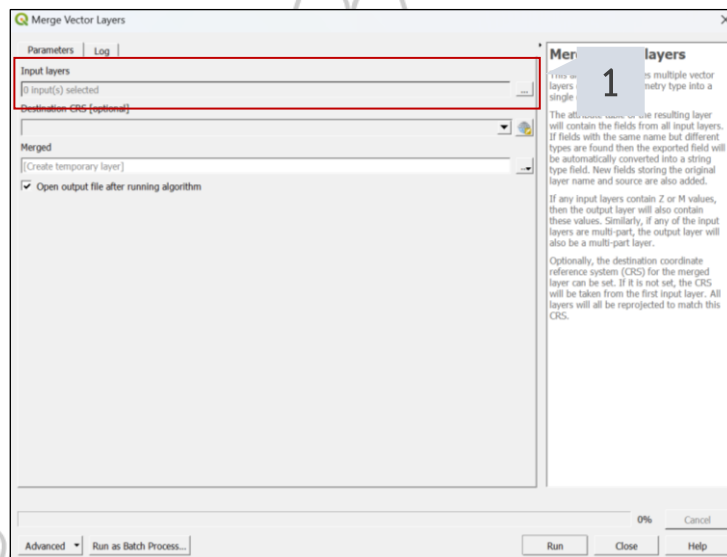 Merge Vector Layers
Parameters
Log
Input layers
0 input(s) selected
...
Destination CRS [optional]
Merged
[Create temporary layer]
...
Open output file after running algorithm
Mer layers
1
This a es multiple vector
layers metry type into a
single
The attribute table of the resulting layer
will contain the fields from all input layers.
If fields with the same name but different
types are found then the exported field will
be automatically converted into a string
type field. New fields storing the original
layer name and source are also added.
If any input layers contain Z or M values,
then the output layer will also contain
these values. Similarly, if any of the input
layers are multi-part, the output layer will
also be a multi-part layer.
Optionally, the destination coordinate
reference system (CRS) for the merged
layer can be set. If it is not set, the CRS
will be taken from the first input layer. All
layers will all be reprojected to match this
CRS.
0%
Cancel
Advanced
Run as Batch Process...
Run
Close
Help